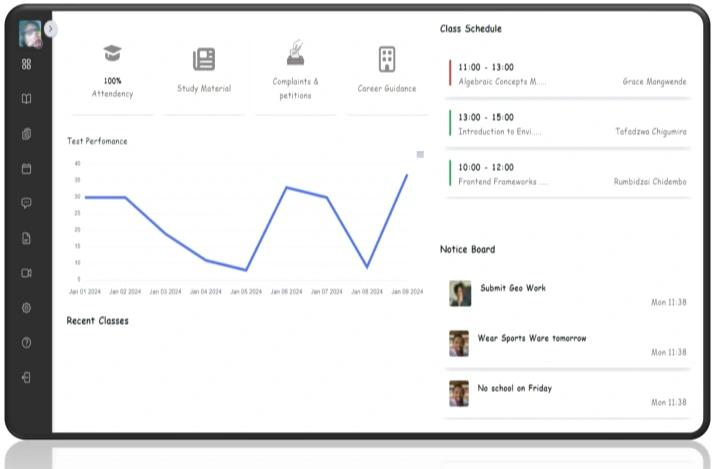 100%
Attendency
Study Material
Complaints &
petitions
Career Guidance
Test Perfomance
40
35
30
25
20
15
10
5
Jan 01 2024
Jan 02 2024
Jan 03 2024
Jan 04 2024
Jan 05 2024
Jan 06 2024
Jan 07 2024
Jan 08 2024
Jan 09 2024
Recent Classes
Class Schedule
11:00 - 13:00
Algebraic Concepts M.....
Grace Mangwende
13:00 - 15:00
Introduction to Envi.....
Tafadzwa Chigumira
10:00 - 12:00
Frontend Frameworks ....
Rumbidzai Chidembo
Notice Board
Submit Geo Work
Mon 11:38
Wear Sports Ware tomorrow
Mon 11:38
No school on Friday
Mon 11:38